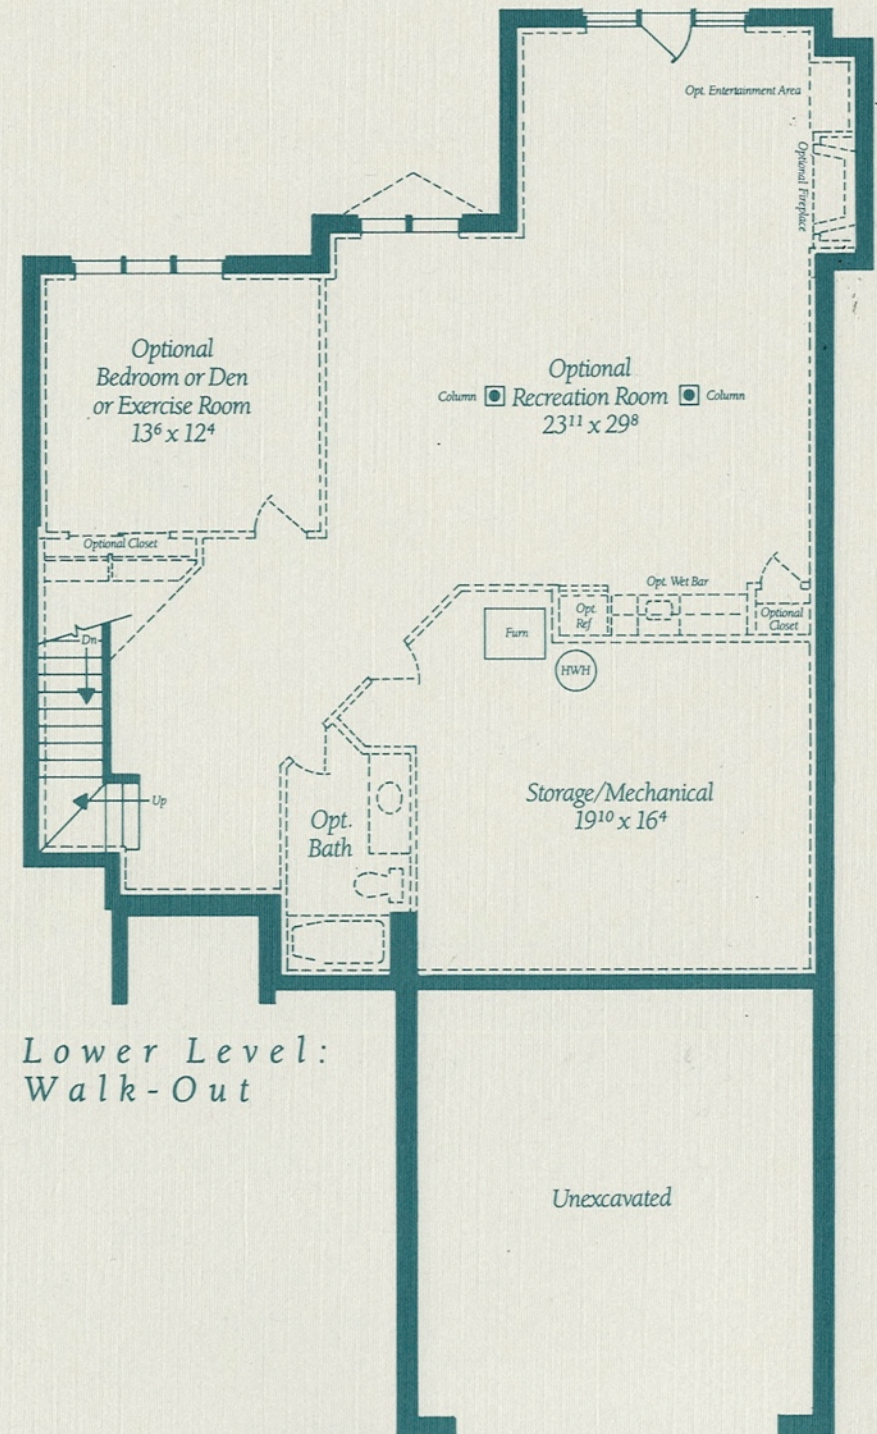 Opt. Entertainment Area
Optional Fireplace
Optional
Bedroom or Den
or Exercise Room
13⁶ x 12⁴
Optional
Column
Recreation Room
Column
23¹¹ x 29⁸
Optional Closet
Opt. Wet Bar
Opt.
Ref
Optional
Closet
Furn
HWH
Dn
Up
Storage/Mechanical
19¹⁰ x 16⁴
Opt.
Bath
Lower Level:
Walk-Out
Unexcavated